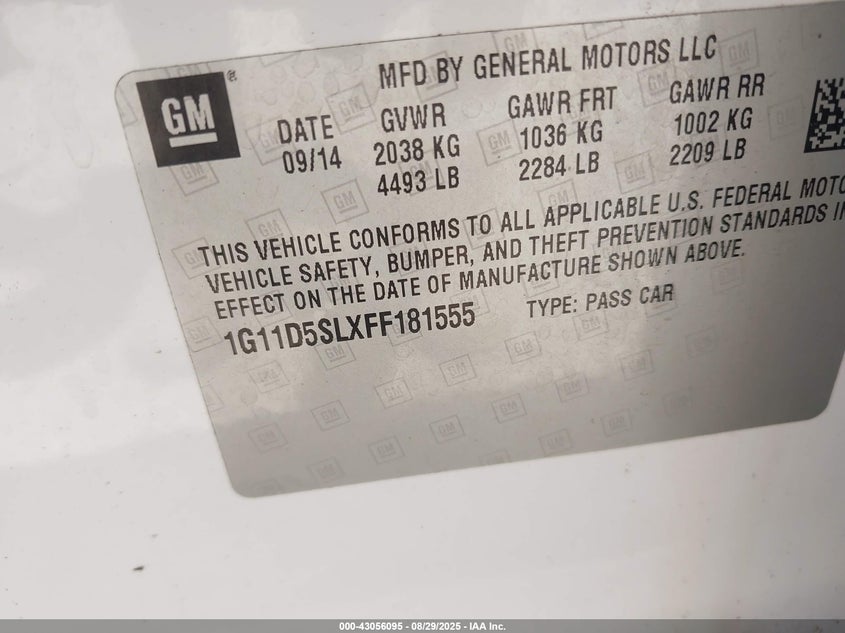 MFD BY GENERAL MOTORS LLC
GM
DATE
09/14
GVWR
2038 KG
4493 LB
GAWR FRT
1036 KG
2284 LB
GAWR RR
1002 KG
2209 LB
THIS VEHICLE CONFORMS TO ALL APPLICABLE U.S. FEDERAL MOTO
VEHICLE SAFETY, BUMPER, AND THEFT PREVENTION STANDARDS IN
EFFECT ON THE DATE OF MANUFACTURE SHOWN ABOVE.
1G11D5SLXFF181555
TYPE: PASS CAR
000-43056095 - 08/29/2025 - IAA Inc.